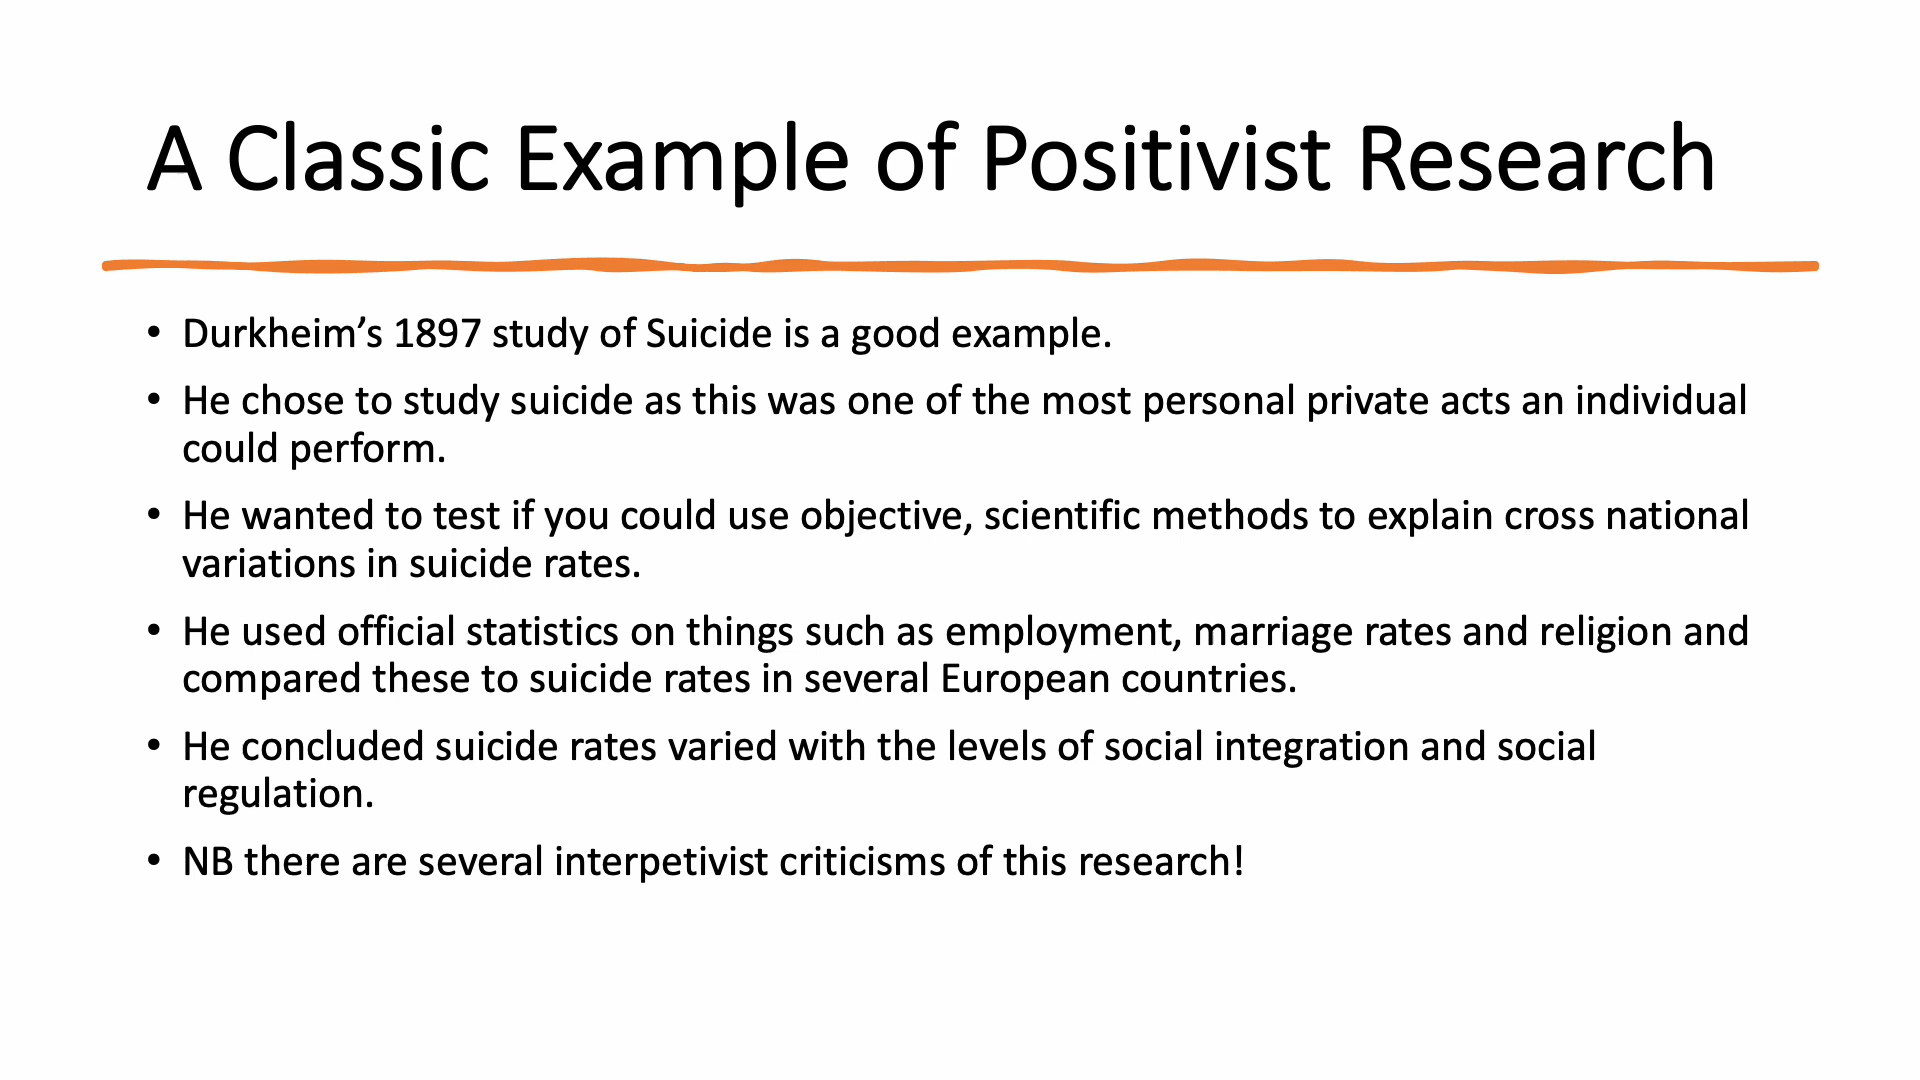 A Classic Example of Positivist Research
• Durkheim’s 1897 study of Suicide is a good example.
• He chose to study suicide as this was one of the most personal private acts an individual
could perform.
• He wanted to test if you could use objective, scientific methods to explain cross national
variations in suicide rates.
• He used official statistics on things such as employment, marriage rates and religion and
compared these to suicide rates in several European countries.
• He concluded suicide rates varied with the levels of social integration and social
regulation.
• NB there are several interpetivist criticisms of this research!